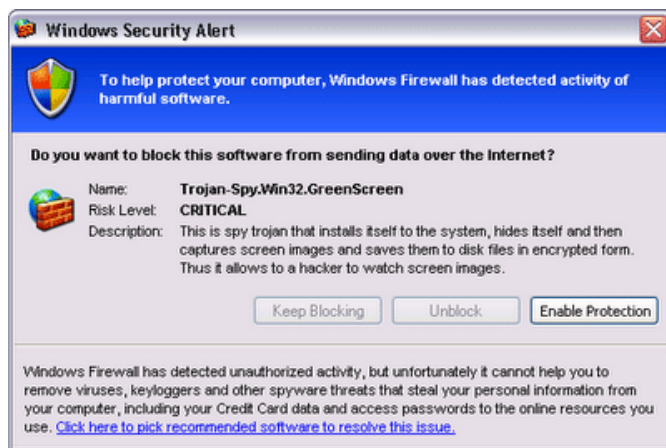 Windows Security Alert
To help protect your computer, Windows Firewall has detected activity of
harmful software.
Do you want to block this software from sending data over the Internet?
Name: Trojan-Spy.Win32.GreenScreen
Risk Level: CRITICAL
Description: This is spy trojan that installs itself to the system, hides itself and then
captures screen images and saves them to disk files in encrypted form.
Thus it allows to a hacker to watch screen images.
Keep Blocking Unblock Enable Protection
Windows Firewall has detected unauthorized activity, but unfortunately it cannot help you to
remove viruses, keyloggers and other spyware threats that steal your personal information from
your computer, including your Credit Card data and access passwords to the online resources you
use. Click here to pick recommended software to resolve this issue.